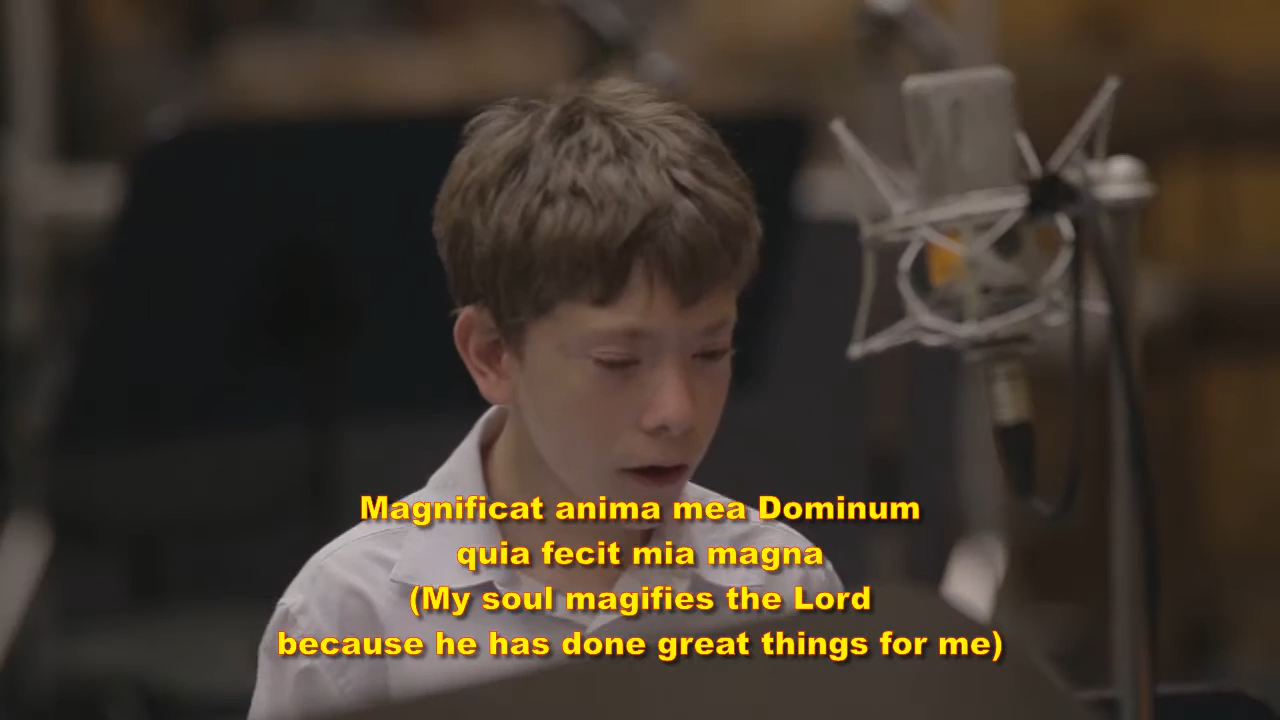 Magnificat anima mea Dominum
quia fecit mia magna
(My soul magifies the Lord
because he has done great things for me)